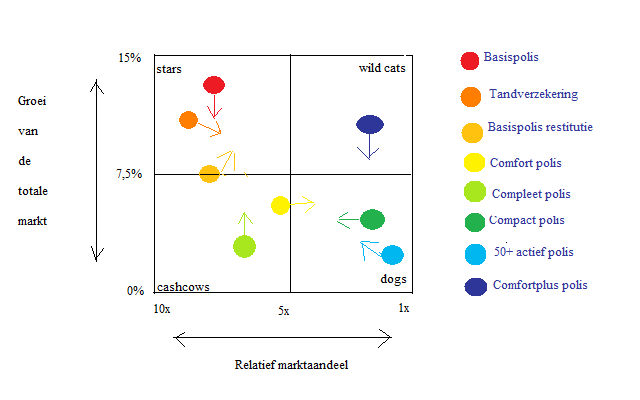 15%
stars
wild cats
Groei
van
de
totale
markt
7,5%
0%
cashcows
dogs
10x
5x
1x
Relatief marktaandeel
Basispolis
Tandverzekering
Basispolis restitutie
Comfort polis
Compleet polis
Compact polis
50+ actief polis
Comfortplus polis